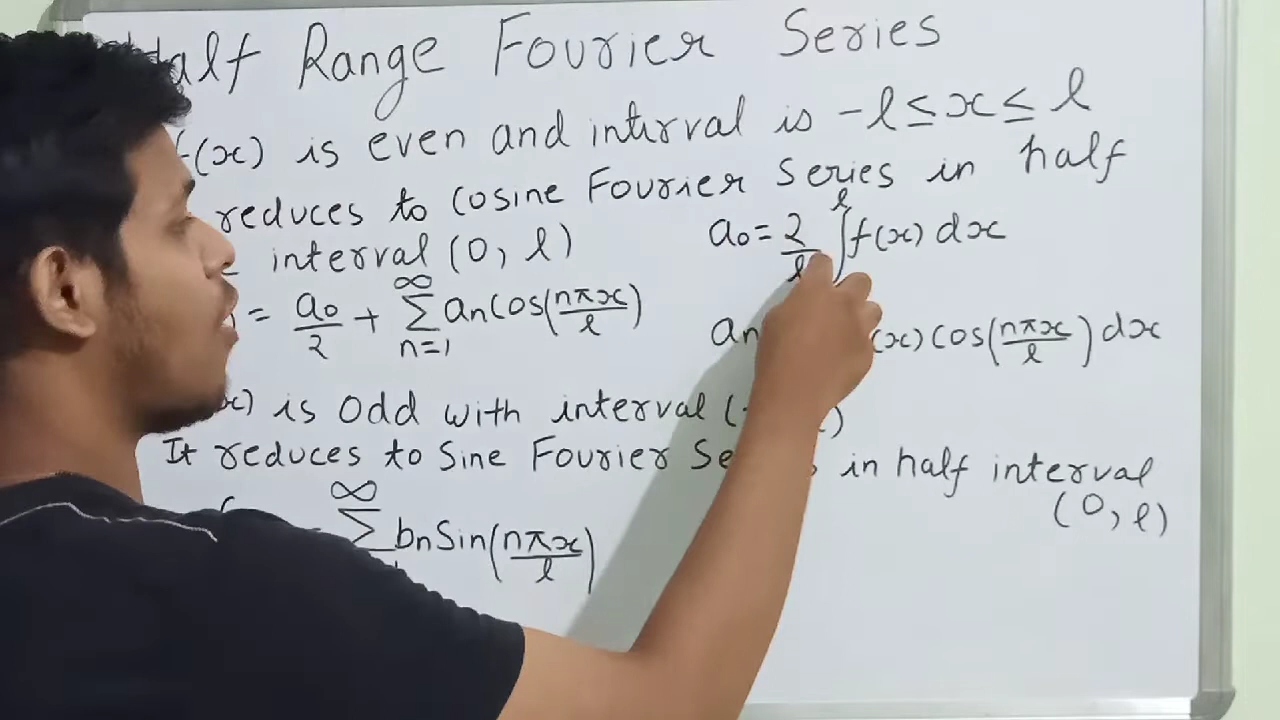 Half Range Fourier Series
f(x) is even and interval is -l ≤ x ≤ l
reduces to Cosine Fourier Series in half
interval (0, l)
= a₀/2 + ∑_{n=1}^{∞} aₙ Cos(nπx/l)
a₀ = 2/l ∫^l f(x) dx
aₙ (x) Cos(nπx/l) dx
is Odd with interval (
It reduces to Sine Fourier in half interval
(0, l)
∑^{∞} bₙ Sin(nπx/l)